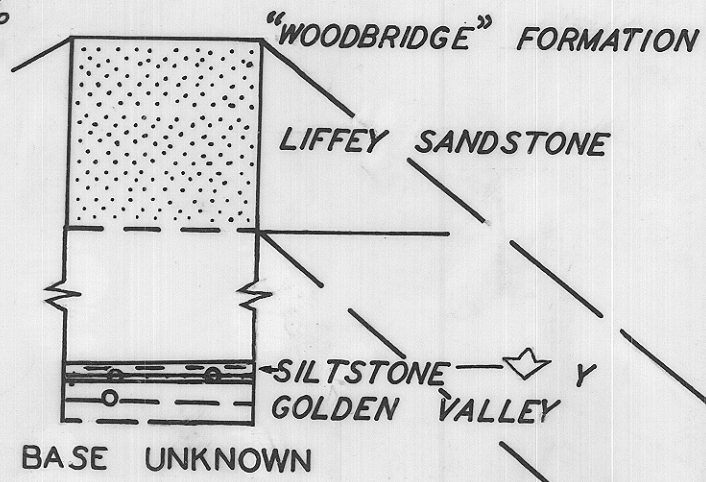 "WOODBRIDGE" FORMATION
LIFFEY SANDSTONE
SILTSTONE Y
GOLDEN VALLEY
BASE UNKNOWN